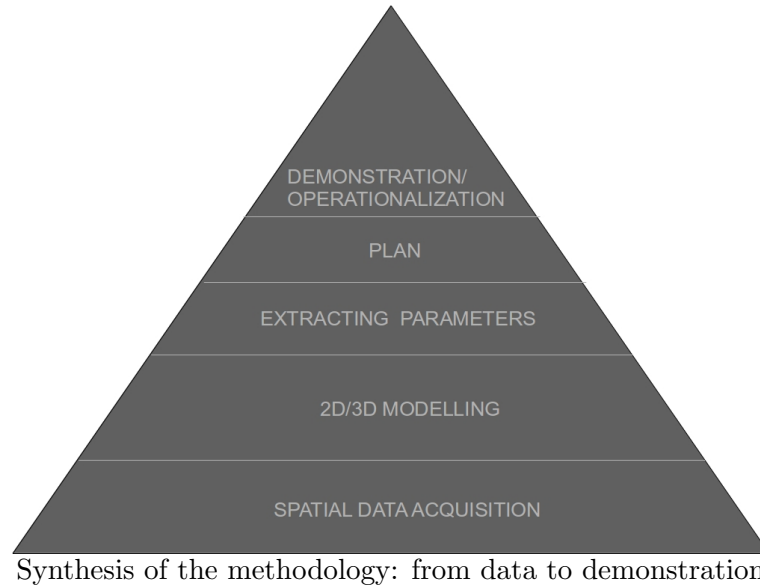 DEMONSTRATION/
OPERATIONALIZATION
PLAN
EXTRACTING PARAMETERS
2D/3D MODELLING
SPATIAL DATA ACQUISITION
Synthesis of the methodology: from data to demonstration